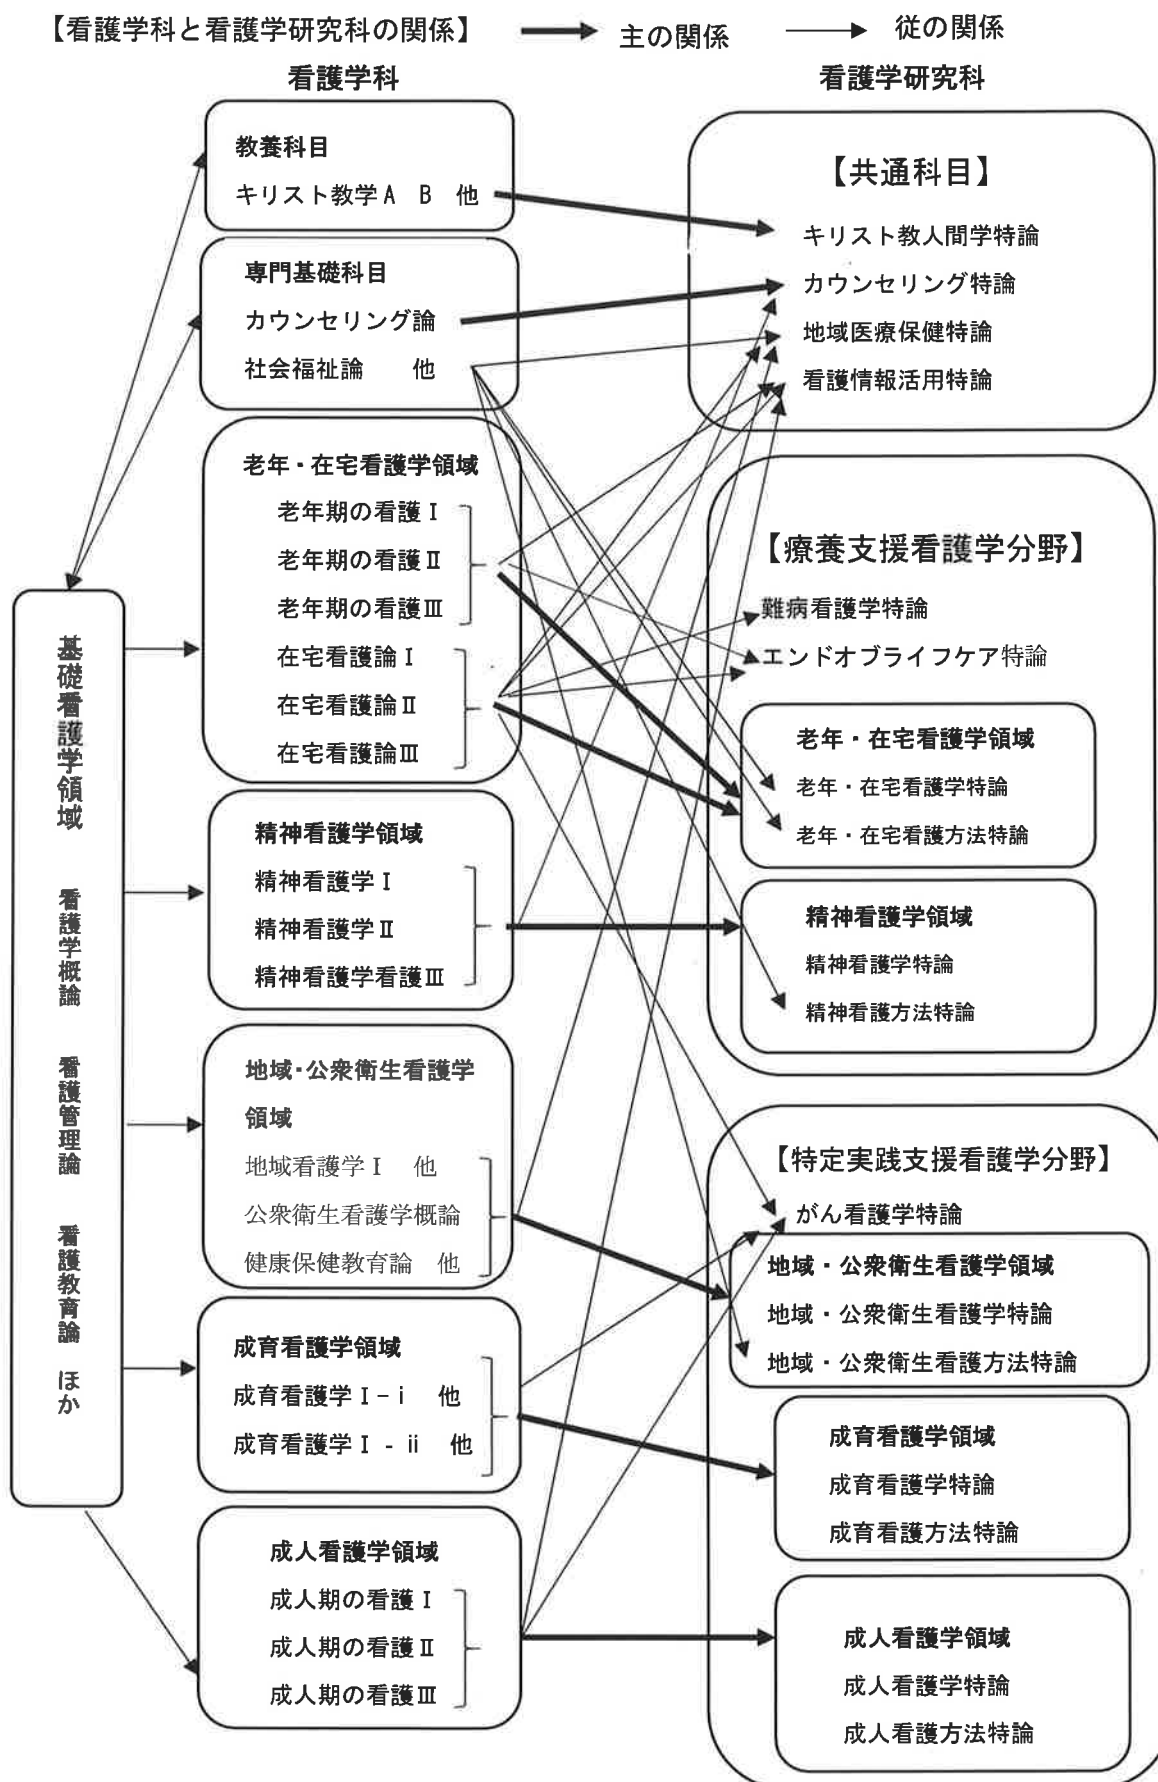 【看護学科と看護学研究科の関係】
主の関係
従の関係
看護学科
看護学研究科
教養科目
キリスト教学A B 他
専門基礎科目
カウンセリング論
社会福祉論 他
老年・在宅看護学領域
老年期の看護Ⅰ
老年期の看護Ⅱ
老年期の看護Ⅲ
在宅看護論Ⅰ
在宅看護論Ⅱ
在宅看護論Ⅲ
精神看護学領域
精神看護学Ⅰ
精神看護学Ⅱ
精神看護学看護Ⅲ
地域・公衆衛生看護学
領域
地域看護学Ⅰ 他
公衆衛生看護学概論
健康保健教育論 他
成育看護学領域
成育看護学Ⅰ-ⅰ 他
成育看護学Ⅰ-ⅱ 他
成人看護学領域
成人期の看護Ⅰ
成人期の看護Ⅱ
成人期の看護Ⅲ
基礎看護学領域 看護学概論 看護管理論 看護教育論 ほか
【共通科目】
キリスト教人間学特論
カウンセリング特論
地域医療保健特論
看護情報活用特論
【療養支援看護学分野】
難病看護学特論
エンドオブライフケア特論
老年・在宅看護学領域
老年・在宅看護学特論
老年・在宅看護方法特論
精神看護学領域
精神看護学特論
精神看護方法特論
【特定実践支援看護学分野】
がん看護学特論
地域・公衆衛生看護学領域
地域・公衆衛生看護学特論
地域・公衆衛生看護方法特論
成育看護学領域
成育看護学特論
成育看護方法特論
成人看護学領域
成人看護学特論
成人看護方法特論